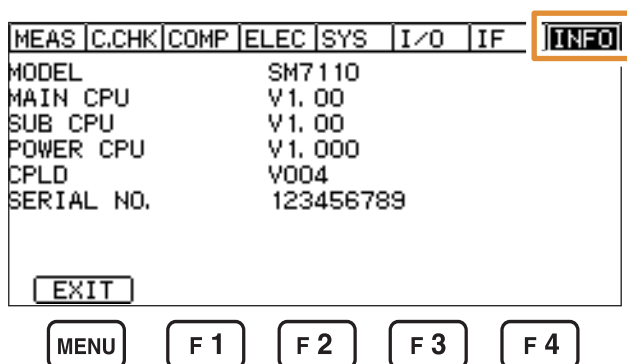 MEAS C.CHK COMP ELEC SYS I/O IF INFO
MODEL SM7110
MAIN CPU V1.00
SUB CPU V1.00
POWER CPU V1.000
CPLD V004
SERIAL NO. 123456789
EXIT
MENU F1 F2 F3 F4